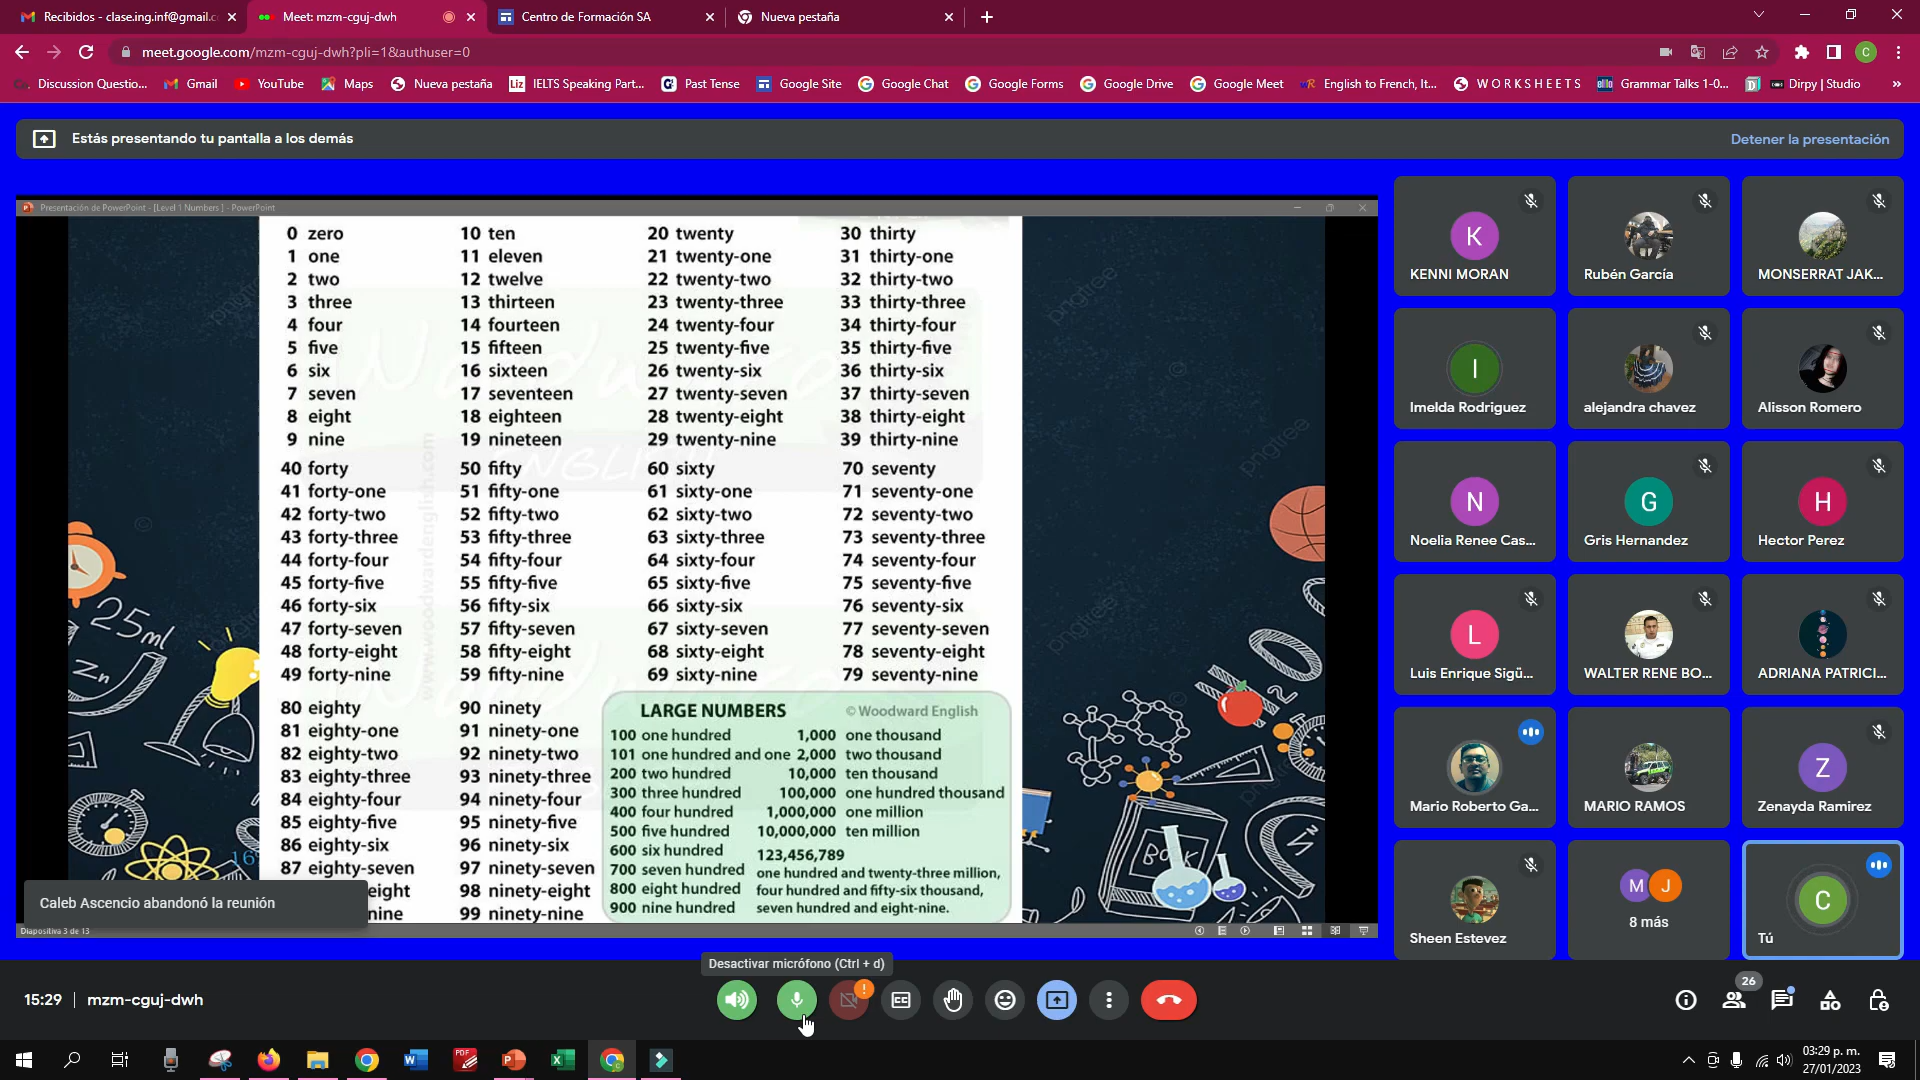 Recibidos - clase.ing.inf@gmail.c
Meet: mzm-cguj-dwh
Centro de Formación SA
Nueva pestaña
meet.google.com/mzm-cguj-dwh?pli=1&authuser=0
Discussion Questio...
Gmail
YouTube
Maps
Nueva pestaña
IELTS Speaking Part...
Past Tense
Google Site
Google Chat
Google Forms
Google Drive
Google Meet
English to French, It...
W O R K S H E E T S
Grammar Talks 1-0...
Dirpy | Studio
Estás presentando tu pantalla a los demás
Detener la presentación
Presentación de PowerPoint - [Level 1 Numbers ] - PowerPoint
0 zero 10 ten 20 twenty 30 thirty
1 one 11 eleven 21 twenty-one 31 thirty-one
2 two 12 twelve 22 twenty-two 32 thirty-two
3 three 13 thirteen 23 twenty-three 33 thirty-three
4 four 14 fourteen 24 twenty-four 34 thirty-four
5 five 15 fifteen 25 twenty-five 35 thirty-five
6 six 16 sixteen 26 twenty-six 36 thirty-six
7 seven 17 seventeen 27 twenty-seven 37 thirty-seven
8 eight 18 eighteen 28 twenty-eight 38 thirty-eight
9 nine 19 nineteen 29 twenty-nine 39 thirty-nine
40 forty 50 fifty 60 sixty 70 seventy
41 forty-one 51 fifty-one 61 sixty-one 71 seventy-one
42 forty-two 52 fifty-two 62 sixty-two 72 seventy-two
43 forty-three 53 fifty-three 63 sixty-three 73 seventy-three
44 forty-four 54 fifty-four 64 sixty-four 74 seventy-four
45 forty-five 55 fifty-five 65 sixty-five 75 seventy-five
46 forty-six 56 fifty-six 66 sixty-six 76 seventy-six
47 forty-seven 57 fifty-seven 67 sixty-seven 77 seventy-seven
48 forty-eight 58 fifty-eight 68 sixty-eight 78 seventy-eight
49 forty-nine 59 fifty-nine 69 sixty-nine 79 seventy-nine
80 eighty 90 ninety
81 eighty-one 91 ninety-one
82 eighty-two 92 ninety-two
83 eighty-three 93 ninety-three
84 eighty-four 94 ninety-four
85 eighty-five 95 ninety-five
86 eighty-six 96 ninety-six
87 eighty-seven 97 ninety-seven
eight 98 ninety-eight
nine 99 ninety-nine
LARGE NUMBERS © Woodward English
100 one hundred 1,000 one thousand
101 one hundred and one 2,000 two thousand
200 two hundred 10,000 ten thousand
300 three hundred 100,000 one hundred thousand
400 four hundred 1,000,000 one million
500 five hundred 10,000,000 ten million
600 six hundred 123,456,789
700 seven hundred one hundred and twenty-three million,
800 eight hundred four hundred and fifty-six thousand,
900 nine hundred seven hundred and eight-nine.
www.woodwardenglish.com
ENGLISH
25ml
Zn
H2O
BOOK
pngtree
pngtree
pngtree
Caleb Ascencio abandonó la reunión
Diapositiva 3 de 13
K
KENNI MORAN
Rubén García
MONSERRAT JAK...
I
Imelda Rodriguez
alejandra chavez
Alisson Romero
N
Noelia Renee Cas...
G
Gris Hernandez
H
Hector Perez
L
Luis Enrique Sigü...
WALTER RENE BO...
ADRIANA PATRICI...
Mario Roberto Ga...
MARIO RAMOS
Z
Zenayda Ramirez
Sheen Estevez
M J
8 más
C
Tú
Desactivar micrófono (Ctrl + d)
15:29 | mzm-cguj-dwh
26
03:29 p. m.
27/01/2023